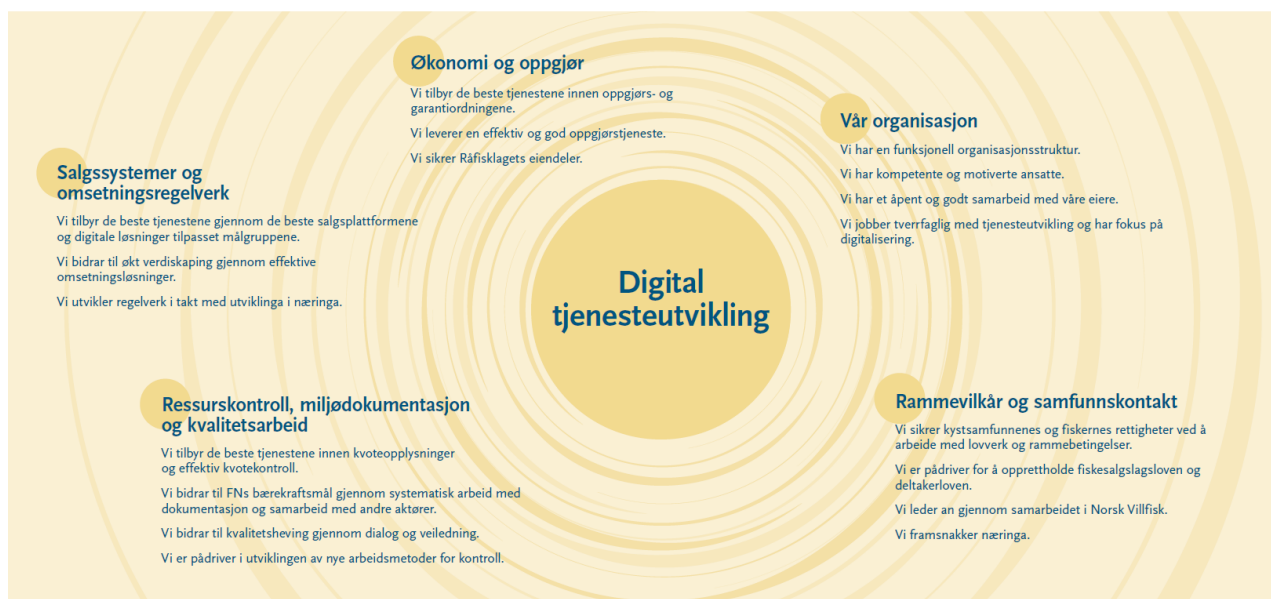 Økonomi og oppgjør
Vi tilbyr de beste tjenestene innen oppgjørs- og
garantiordningene.
Vi leverer en effektiv og god oppgjørstjeneste.
Vi sikrer Råfisklagets eiendeler.
Vår organisasjon
Vi har en funksjonell organisasjonsstruktur.
Vi har kompetente og motiverte ansatte.
Vi har et åpent og godt samarbeid med våre eiere.
Vi jobber tverrfaglig med tjenesteutvikling og har fokus på
digitalisering.
Salgssystemer og
omsetningsregelverk
Vi tilbyr de beste tjenestene gjennom de beste salgsplattformene
og digitale løsninger tilpasset målgruppene.
Vi bidrar til økt verdiskaping gjennom effektive
omsetningsløsninger.
Vi utvikler regelverk i takt med utviklinga i næringa.
Digital
tjenesteutvikling
Ressurskontroll, miljødokumentasjon
og kvalitetsarbeid
Vi tilbyr de beste tjenestene innen kvoteopplysninger
og effektiv kvotekontroll.
Vi bidrar til FNs bærekraftsmål gjennom systematisk arbeid med
dokumentasjon og samarbeid med andre aktører.
Vi bidrar til kvalitetsheving gjennom dialog og veiledning.
Vi er pådriver i utviklingen av nye arbeidsmetoder for kontroll.
Rammevilkår og samfunnskontakt
Vi sikrer kystsamfunnenes og fiskernes rettigheter ved å
arbeide med lovverk og rammebetingelser.
Vi er pådriver for å opprettholde fiskesalgslagsloven og
deltakerloven.
Vi leder an gjennom samarbeidet i Norsk Villfisk.
Vi framsnakker næringa.